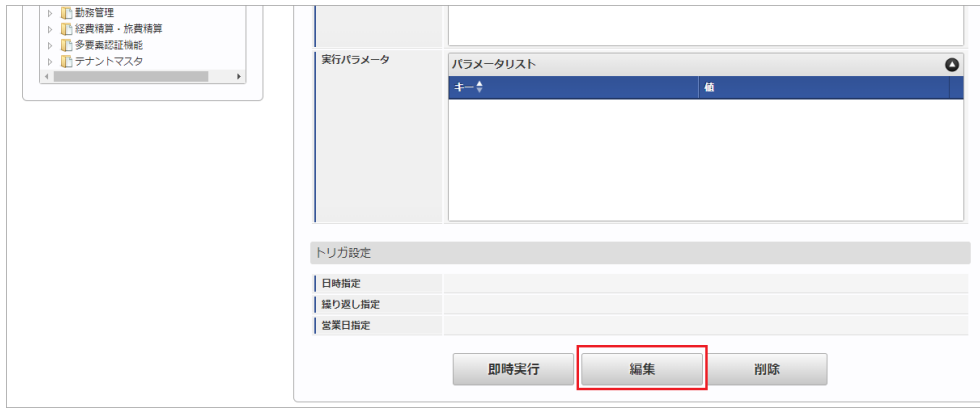 勤務管理
経費精算・旅費精算
多要素認証機能
テナントマスタ
実行パラメータ
パラメータリスト
キー 値
トリガ設定
日時指定
繰り返し指定
営業日指定
即時実行 編集 削除